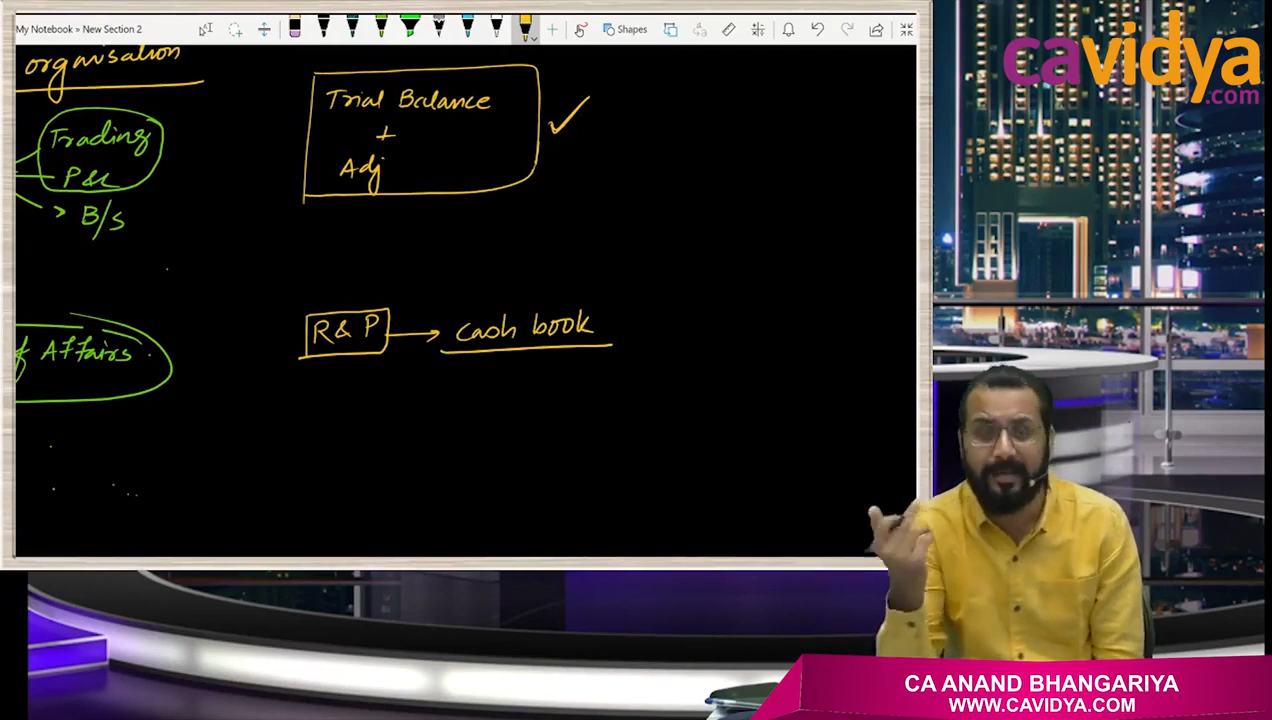 My Notebook » New Section 2
Shapes
cavidya
.com
organisation
Trading
P&L
> B/S
Trial Balance
+
Adj
R & P → cash book
f Affairs
CA ANAND BHANGARIYA
WWW.CAVIDYA.COM